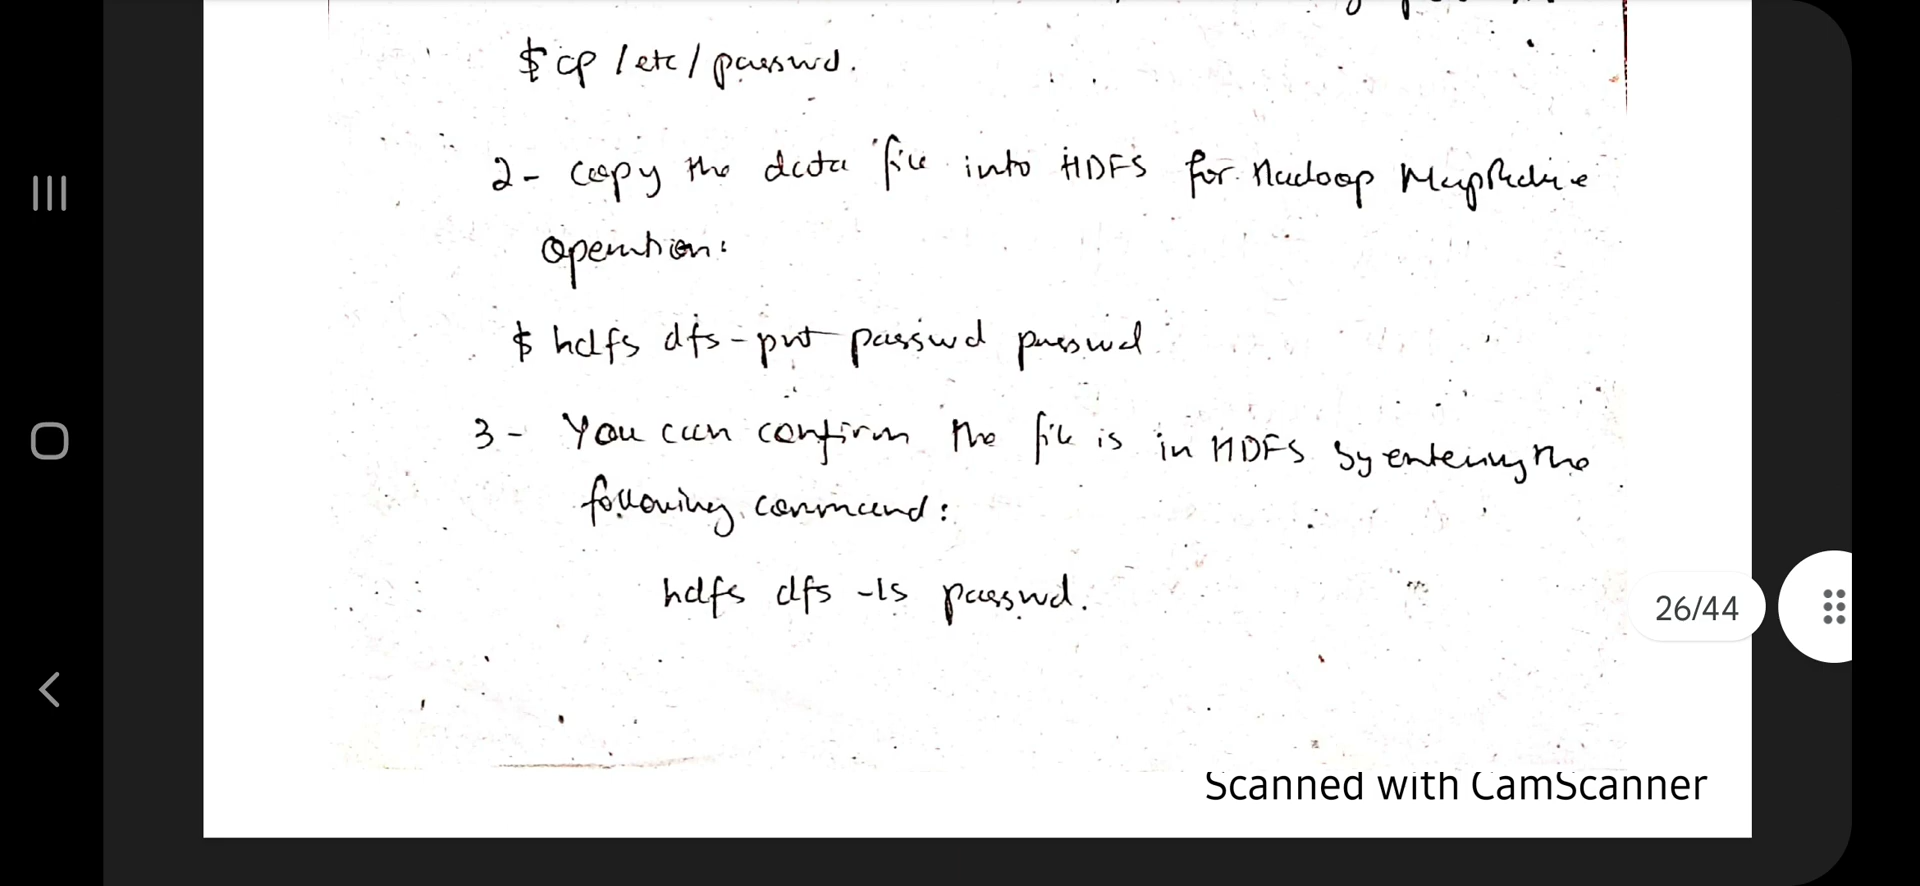 $ cp /etc/passwd.
2- copy the data file into HDFS for Hadoop MapReduce
operation:
$ hdfs dfs -put passwd passwd
3- You can confirm the file is in HDFS by entering the
following command:
hdfs dfs -ls passwd.
26/44
Scanned with CamScanner